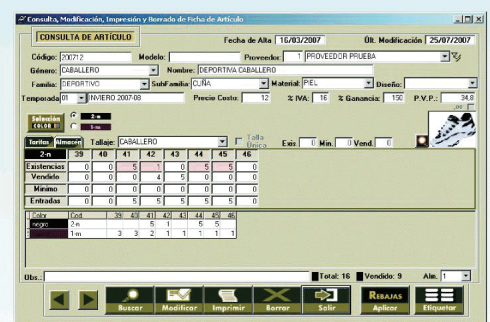 Consulta, Modificación, Impresión y Borrado de Ficha de Artículo
CONSULTA DE ARTÍCULO Fecha de Alta 16/03/2007 Últ. Modificación 25/07/2007
Código: 200712 Modelo: Proveedor: 1 PROVEEDOR PRUEBA
Género: CABALLERO Nombre: DEPORTIVA CABALLERO
Familia: DEPORTIVO SubFamilia: CUÑA Material: PIEL Diseño:
Temporada 01 INVIERO 2007-08 Precio Costo: 12 % IVA: 16 % Ganancia: 150 P.V.P.: 34,8
,00
Selección COLOR 2-n
1-m
Tarifas Almacén Tallaje: CABALLERO Talla Única Exis 0 Min. 0 Vend. 0
2-n 39 40 41 42 43 44 45 46
Existencias 0 0 5 1 0 5 5 0
Vendido 0 0 0 4 5 0 0 0
Mínimo 0 0 0 0 0 0 0 0
Entradas 0 0 5 5 5 5 5 0
Color Cod 39 40 41 42 43 44 45 46
negro 2-n 5 1 5 5
1-m 3 3 2 1 1 1 1 1
Obs.: Total: 16 Vendido: 9 Alm. 1
Buscar Modificar Imprimir Borrar Salir REBAJAS Aplicar Etiquetar